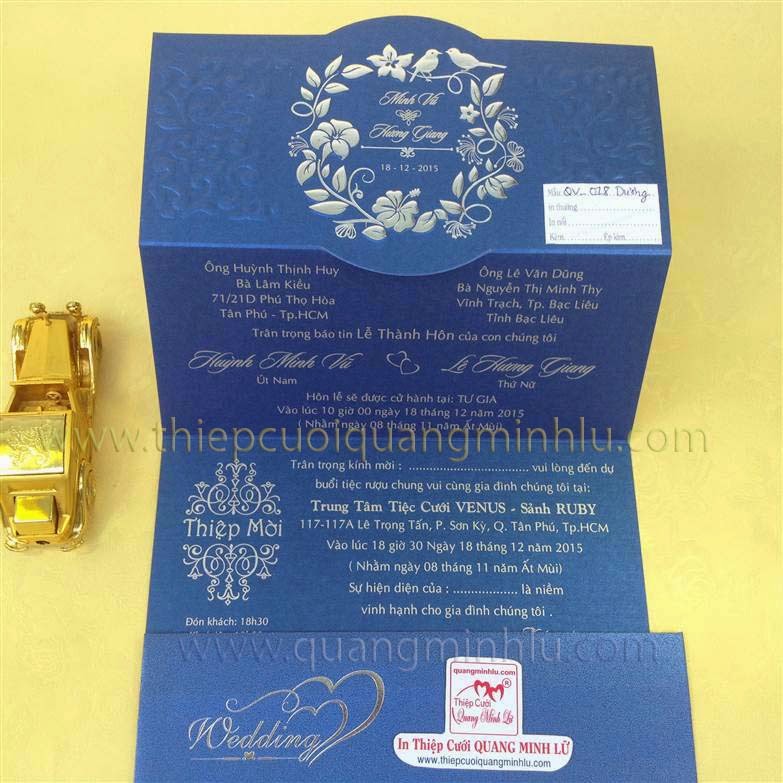 Minh Vũ
Hương Giang
18 - 12 - 2015
Mẫu: QV- 018 Dương
in thường
In nổi
Kèm Ép kim
Ông Huỳnh Thịnh Huy
Bà Lâm Kiều
71/21D Phú Thọ Hòa
Tân Phú - Tp.HCM
Ông Lê Văn Dũng
Bà Nguyễn Thị Minh Thy
Vĩnh Trạch, Tp. Bạc Liêu
Tỉnh Bạc Liêu
Trân trọng báo tin Lễ Thành Hôn của con chúng tôi
Huỳnh Minh Vũ
Út Nam
Lê Hương Giang
Thứ Nữ
Hôn lễ sẽ được cử hành tại: TƯ GIA
Vào lúc 10 giờ 00 ngày 18 tháng 12 năm 2015
( Nhằm ngày 08 tháng 11 năm Ất Mùi)
www.thiepcuoiquangminhlu.com
Thiệp Mời
Đón khách: 18h30
Trân trọng kính mời : .................................. vui lòng đến dự
buổi tiệc rượu chung vui cùng gia đình chúng tôi tại:
Trung Tâm Tiệc Cưới VENUS - Sảnh RUBY
117-117A Lê Trọng Tấn, P. Sơn Kỳ, Q. Tân Phú, Tp.HCM
Vào lúc 18 giờ 30 Ngày 18 tháng 12 năm 2015
( Nhằm ngày 08 tháng 11 năm Ất Mùi )
Sự hiện diện của : .................. là niềm
vinh hạnh cho gia đình chúng tôi .
www.quangminhlu.com
Wedding
quangminhlu.com
®
Thiệp Cưới
Quang Minh Lữ
In Thiệp Cưới QUANG MINH LỮ
thiepcuoiquangminhlu.com